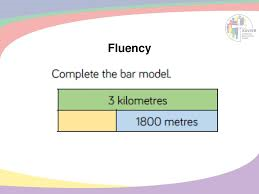 Fluency
Complete the bar model.
3 kilometres
1800 metres